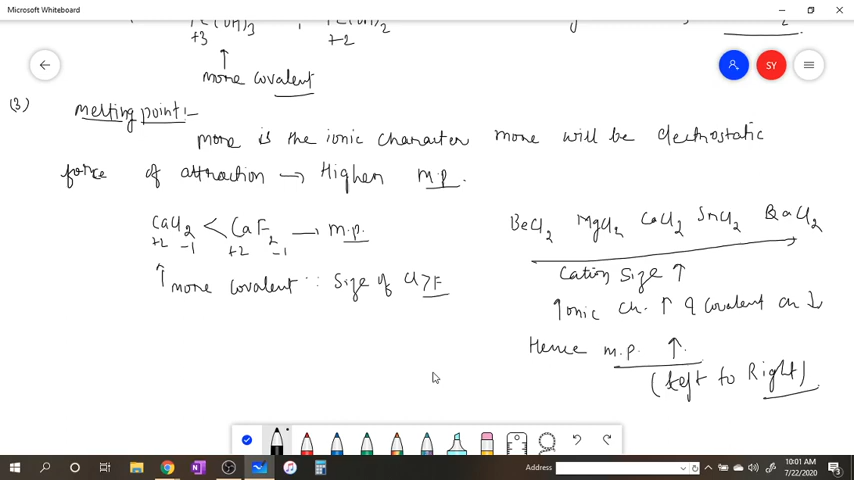 Microsoft Whiteboard
+3
+2
2
more covalent
SY
(3) melting point:-
more is the ionic character more will be electrostatic
force of attraction → Higher m.p.
CaCl2 < CaF2 → m.p.
+2 -1 +2 -1
↑ more covalent ∵ Size of Cl > F
BeCl2 MgCl2 CaCl2 SrCl2 BaCl2
Cation Size ↑
↑ Ionic Ch. ↑ & Covalent Ch ↓
Hence m.p. ↑
(Left to Right)
Address
10:01 AM
7/22/2020